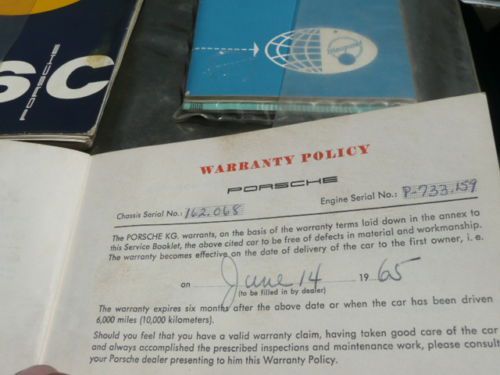 SC
PORSCHE
WARRANTY POLICY
PORSCHE
Chassis Serial No.: 162.068 Engine Serial No.: P-733.159
The PORSCHE KG. warrants, on the basis of the warranty terms laid down in the annex to
this Service Booklet, the above cited car to be free of defects in material and workmanship.
The warranty becomes effective on the date of delivery of the car to the first owner, i. e.
on June 14 1965
(to be filled in by dealer)
The warranty expires six months after the above date or when the car has been driven
6,000 miles (10,000 kilometers).
Should you feel that you have a valid warranty claim, having taken good care of the car
and always accomplished the prescribed inspections and maintenance work, please consult
your Porsche dealer presenting to him this Warranty Policy.